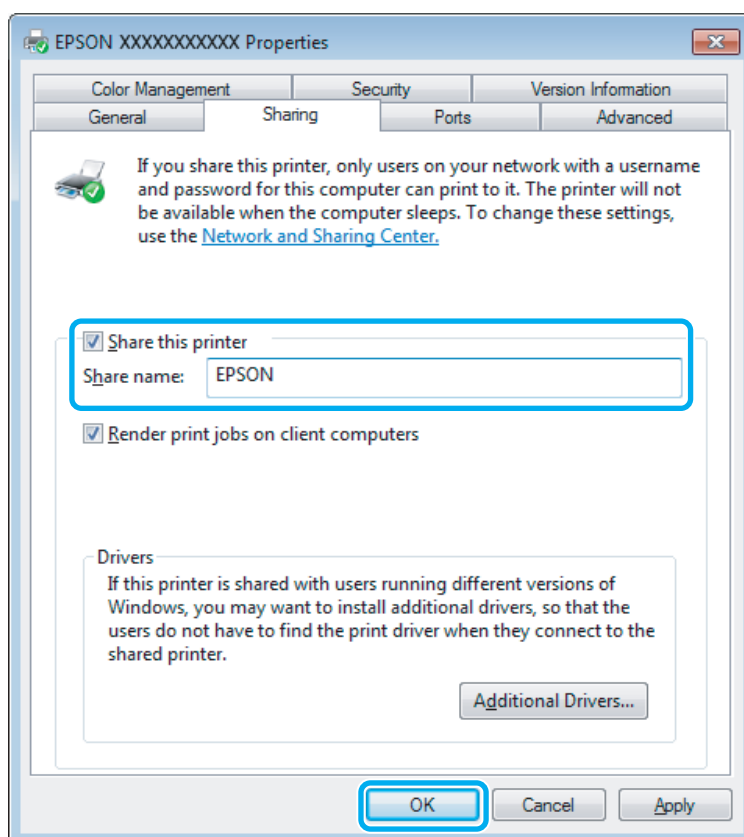 EPSON XXXXXXXXXXX Properties
Color Management Security Version Information
General Sharing Ports Advanced
If you share this printer, only users on your network with a username
and password for this computer can print to it. The printer will not
be available when the computer sleeps. To change these settings,
use the Network and Sharing Center.
Share this printer
Share name: EPSON
Render print jobs on client computers
Drivers
If this printer is shared with users running different versions of
Windows, you may want to install additional drivers, so that the
users do not have to find the print driver when they connect to the
shared printer.
Additional Drivers...
OK Cancel Apply